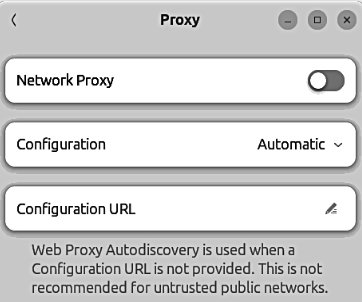 Proxy
Network Proxy
Configuration Automatic
Configuration URL
Web Proxy Autodiscovery is used when a
Configuration URL is not provided. This is not
recommended for untrusted public networks.